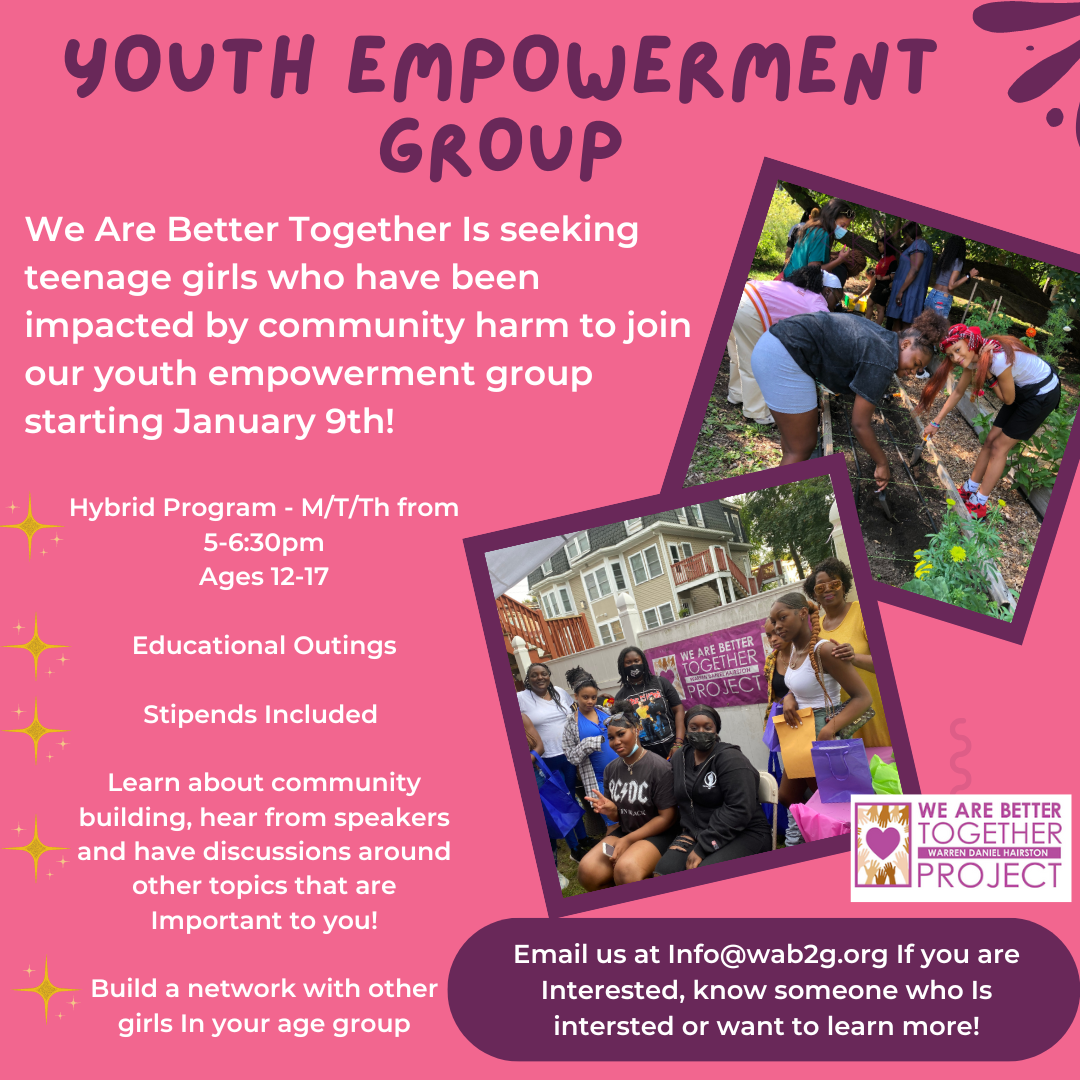 YOUTH EMPOWERMENT
GROUP
We Are Better Together Is seeking
teenage girls who have been
impacted by community harm to join
our youth empowerment group
starting January 9th!
Hybrid Program - M/T/Th from
5-6:30pm
Ages 12-17
Educational Outings
Stipends Included
Learn about community
building, hear from speakers
and have discussions around
other topics that are
Important to you!
Build a network with other
girls In your age group
WE ARE BETTER
TOGETHER
WARREN DANIEL HAIRSTON
PROJECT
AC/DC
WE ARE BETTER
TOGETHER
WARREN DANIEL HAIRSTON
PROJECT
Email us at Info@wab2g.org If you are
Interested, know someone who Is
intersted or want to learn more!